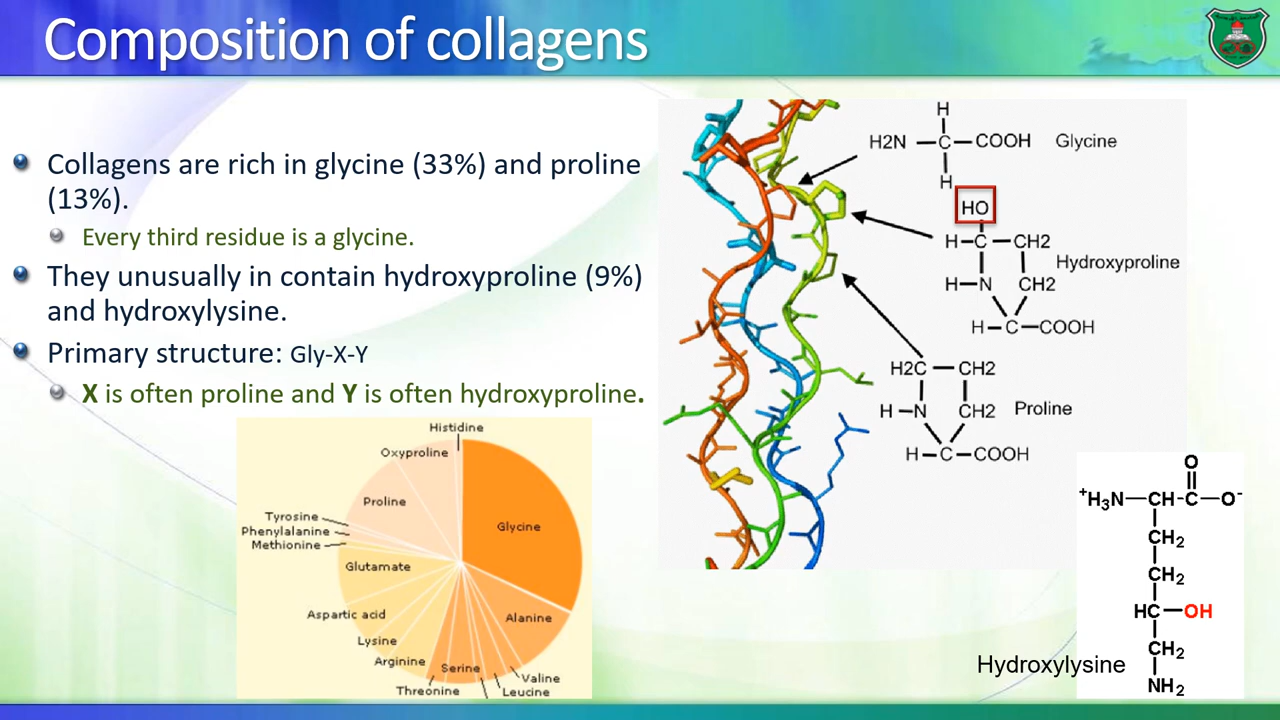 Composition of collagens
Collagens are rich in glycine (33%) and proline
(13%).
Every third residue is a glycine.
They unusually in contain hydroxyproline (9%)
and hydroxylysine.
Primary structure: Gly-X-Y
X is often proline and Y is often hydroxyproline.
Histidine
Oxyproline
Proline
Glycine
Tyrosine
Phenylalanine
Methionine
Glutamate
Aspartic acid
Alanine
Lysine
Arginine
Serine
Valine
Threonine
Leucine
H
H2N C COOH Glycine
H
HO
H C CH2
Hydroxyproline
H N CH2
H C COOH
H2C CH2
H N CH2 Proline
H C COOH
O
+H3N CH C O-
CH2
CH2
HC OH
CH2
Hydroxylysine
NH2